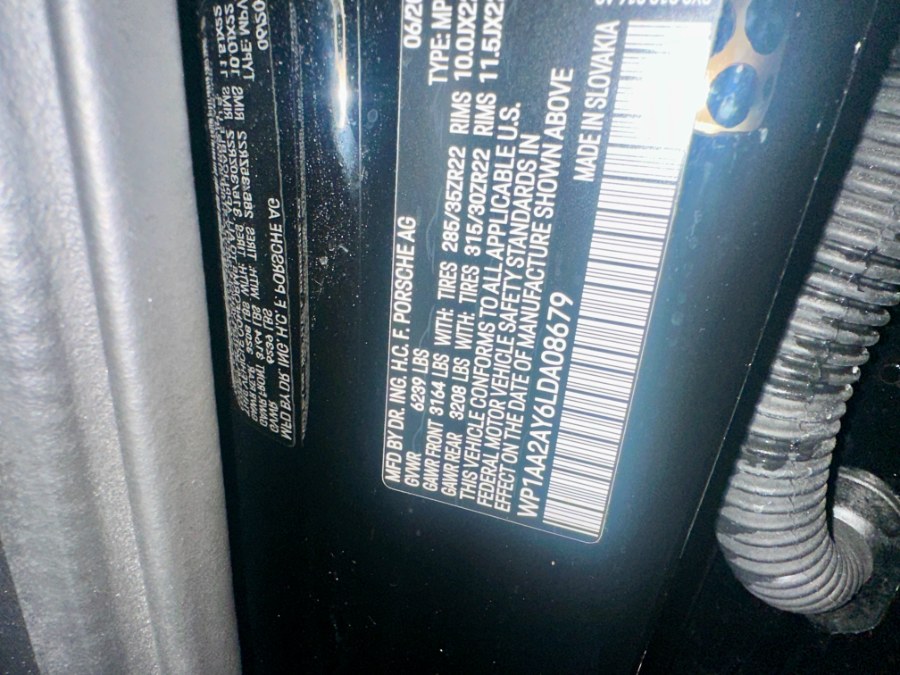 MFD BY DR. ING. H.C. F. PORSCHE AG 06/20
GVWR 6239 LBS TYPE: MP
GAWR FRONT 3164 LBS WITH: TIRES 285/35ZR22 RIMS 10.0JX22
GAWR REAR 3208 LBS WITH: TIRES 315/30ZR22 RIMS 11.5JX22
THIS VEHICLE CONFORMS TO ALL APPLICABLE U.S.
FEDERAL MOTOR VEHICLE SAFETY STANDARDS IN
EFFECT ON THE DATE OF MANUFACTURE SHOWN ABOVE
WP1AA2AY6LDA08679 MADE IN SLOVAKIA